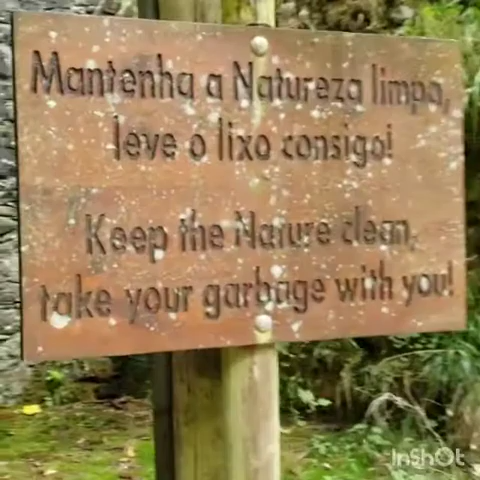 Mantenha a Natureza limpa,
leve o lixo consigo!
Keep the Nature clean,
take your garbage with you!
InShOt